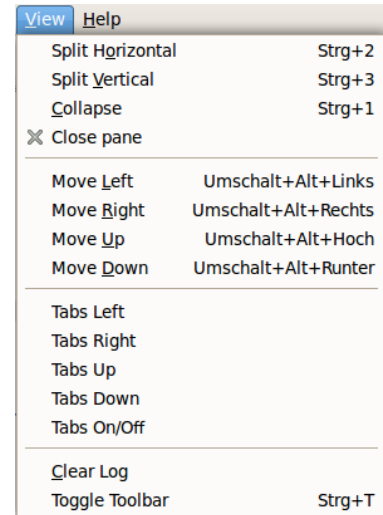 View Help
Split Horizontal Strg+2
Split Vertical Strg+3
Collapse Strg+1
Close pane
Move Left Umschalt+Alt+Links
Move Right Umschalt+Alt+Rechts
Move Up Umschalt+Alt+Hoch
Move Down Umschalt+Alt+Runter
Tabs Left
Tabs Right
Tabs Up
Tabs Down
Tabs On/Off
Clear Log
Toggle Toolbar Strg+T